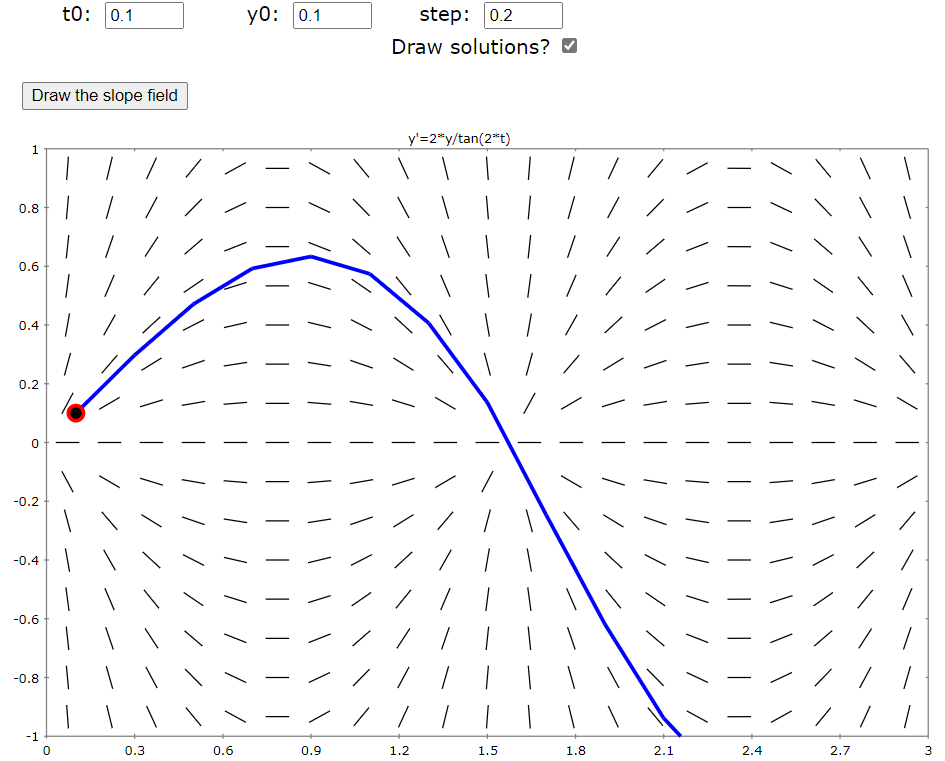 t0: 0.1 y0: 0.1 step: 0.2
Draw solutions?
Draw the slope field
y'=2*y/tan(2*t)
1
0.8
0.6
0.4
0.2
0
-0.2
-0.4
-0.6
-0.8
-1
0 0.3 0.6 0.9 1.2 1.5 1.8 2.1 2.4 2.7 3